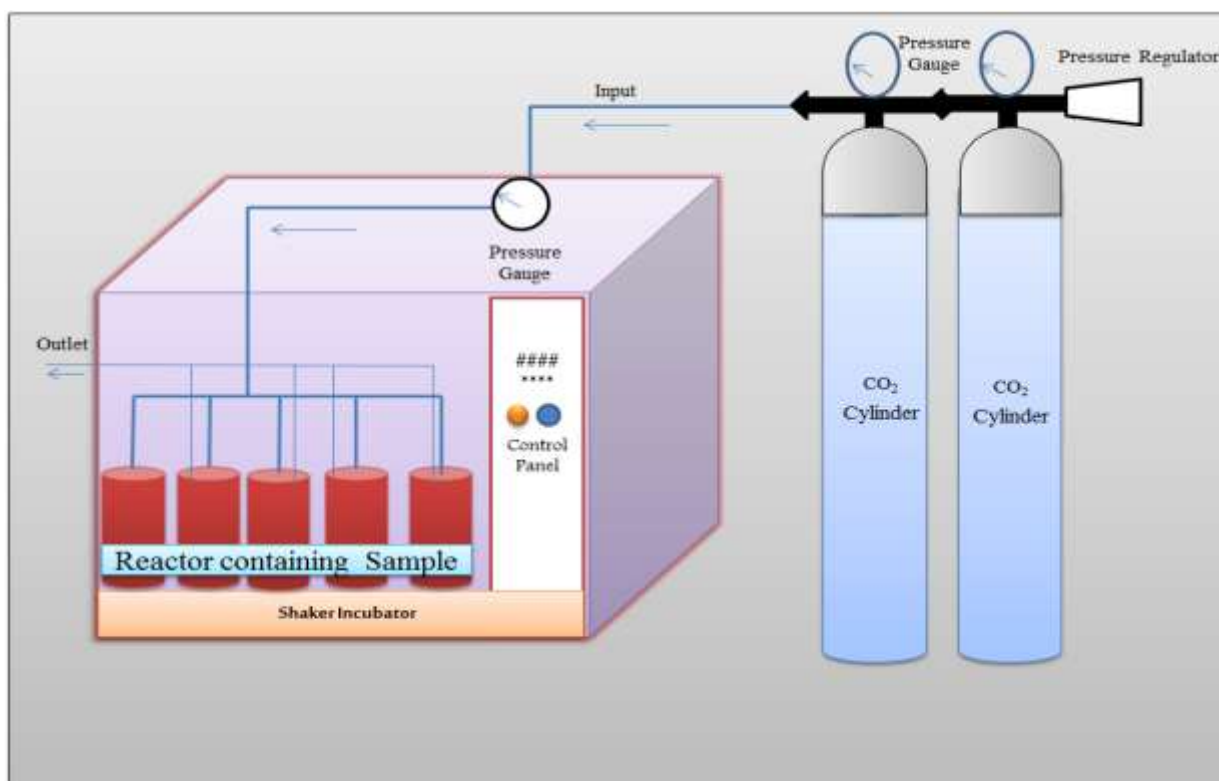 Pressure
Gauge
Pressure Regulator
Input
Pressure
Gauge
Outlet
####
****
Control
Panel
CO₂
Cylinder
CO₂
Cylinder
Reactor containing Sample
Shaker Incubator